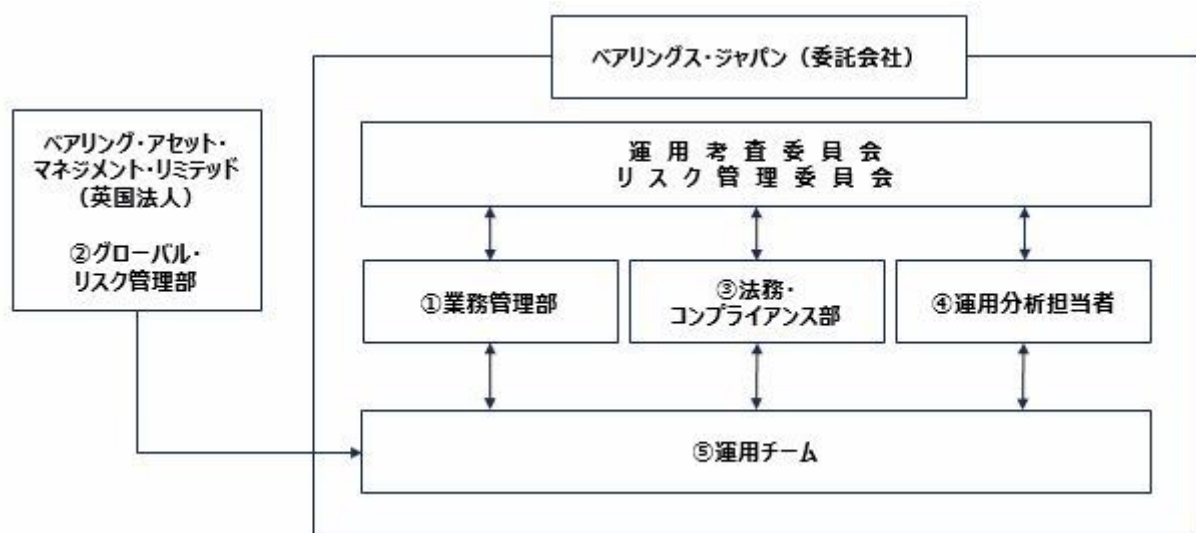 ベアリングス・ジャパン（委託会社）
ベアリング・アセット・
マネジメント・リミテッド
（英国法人）
②グローバル・
リスク管理部
運用考査委員会
リスク管理委員会
①業務管理部
③法務・
コンプライアンス部
④運用分析担当者
⑤運用チーム